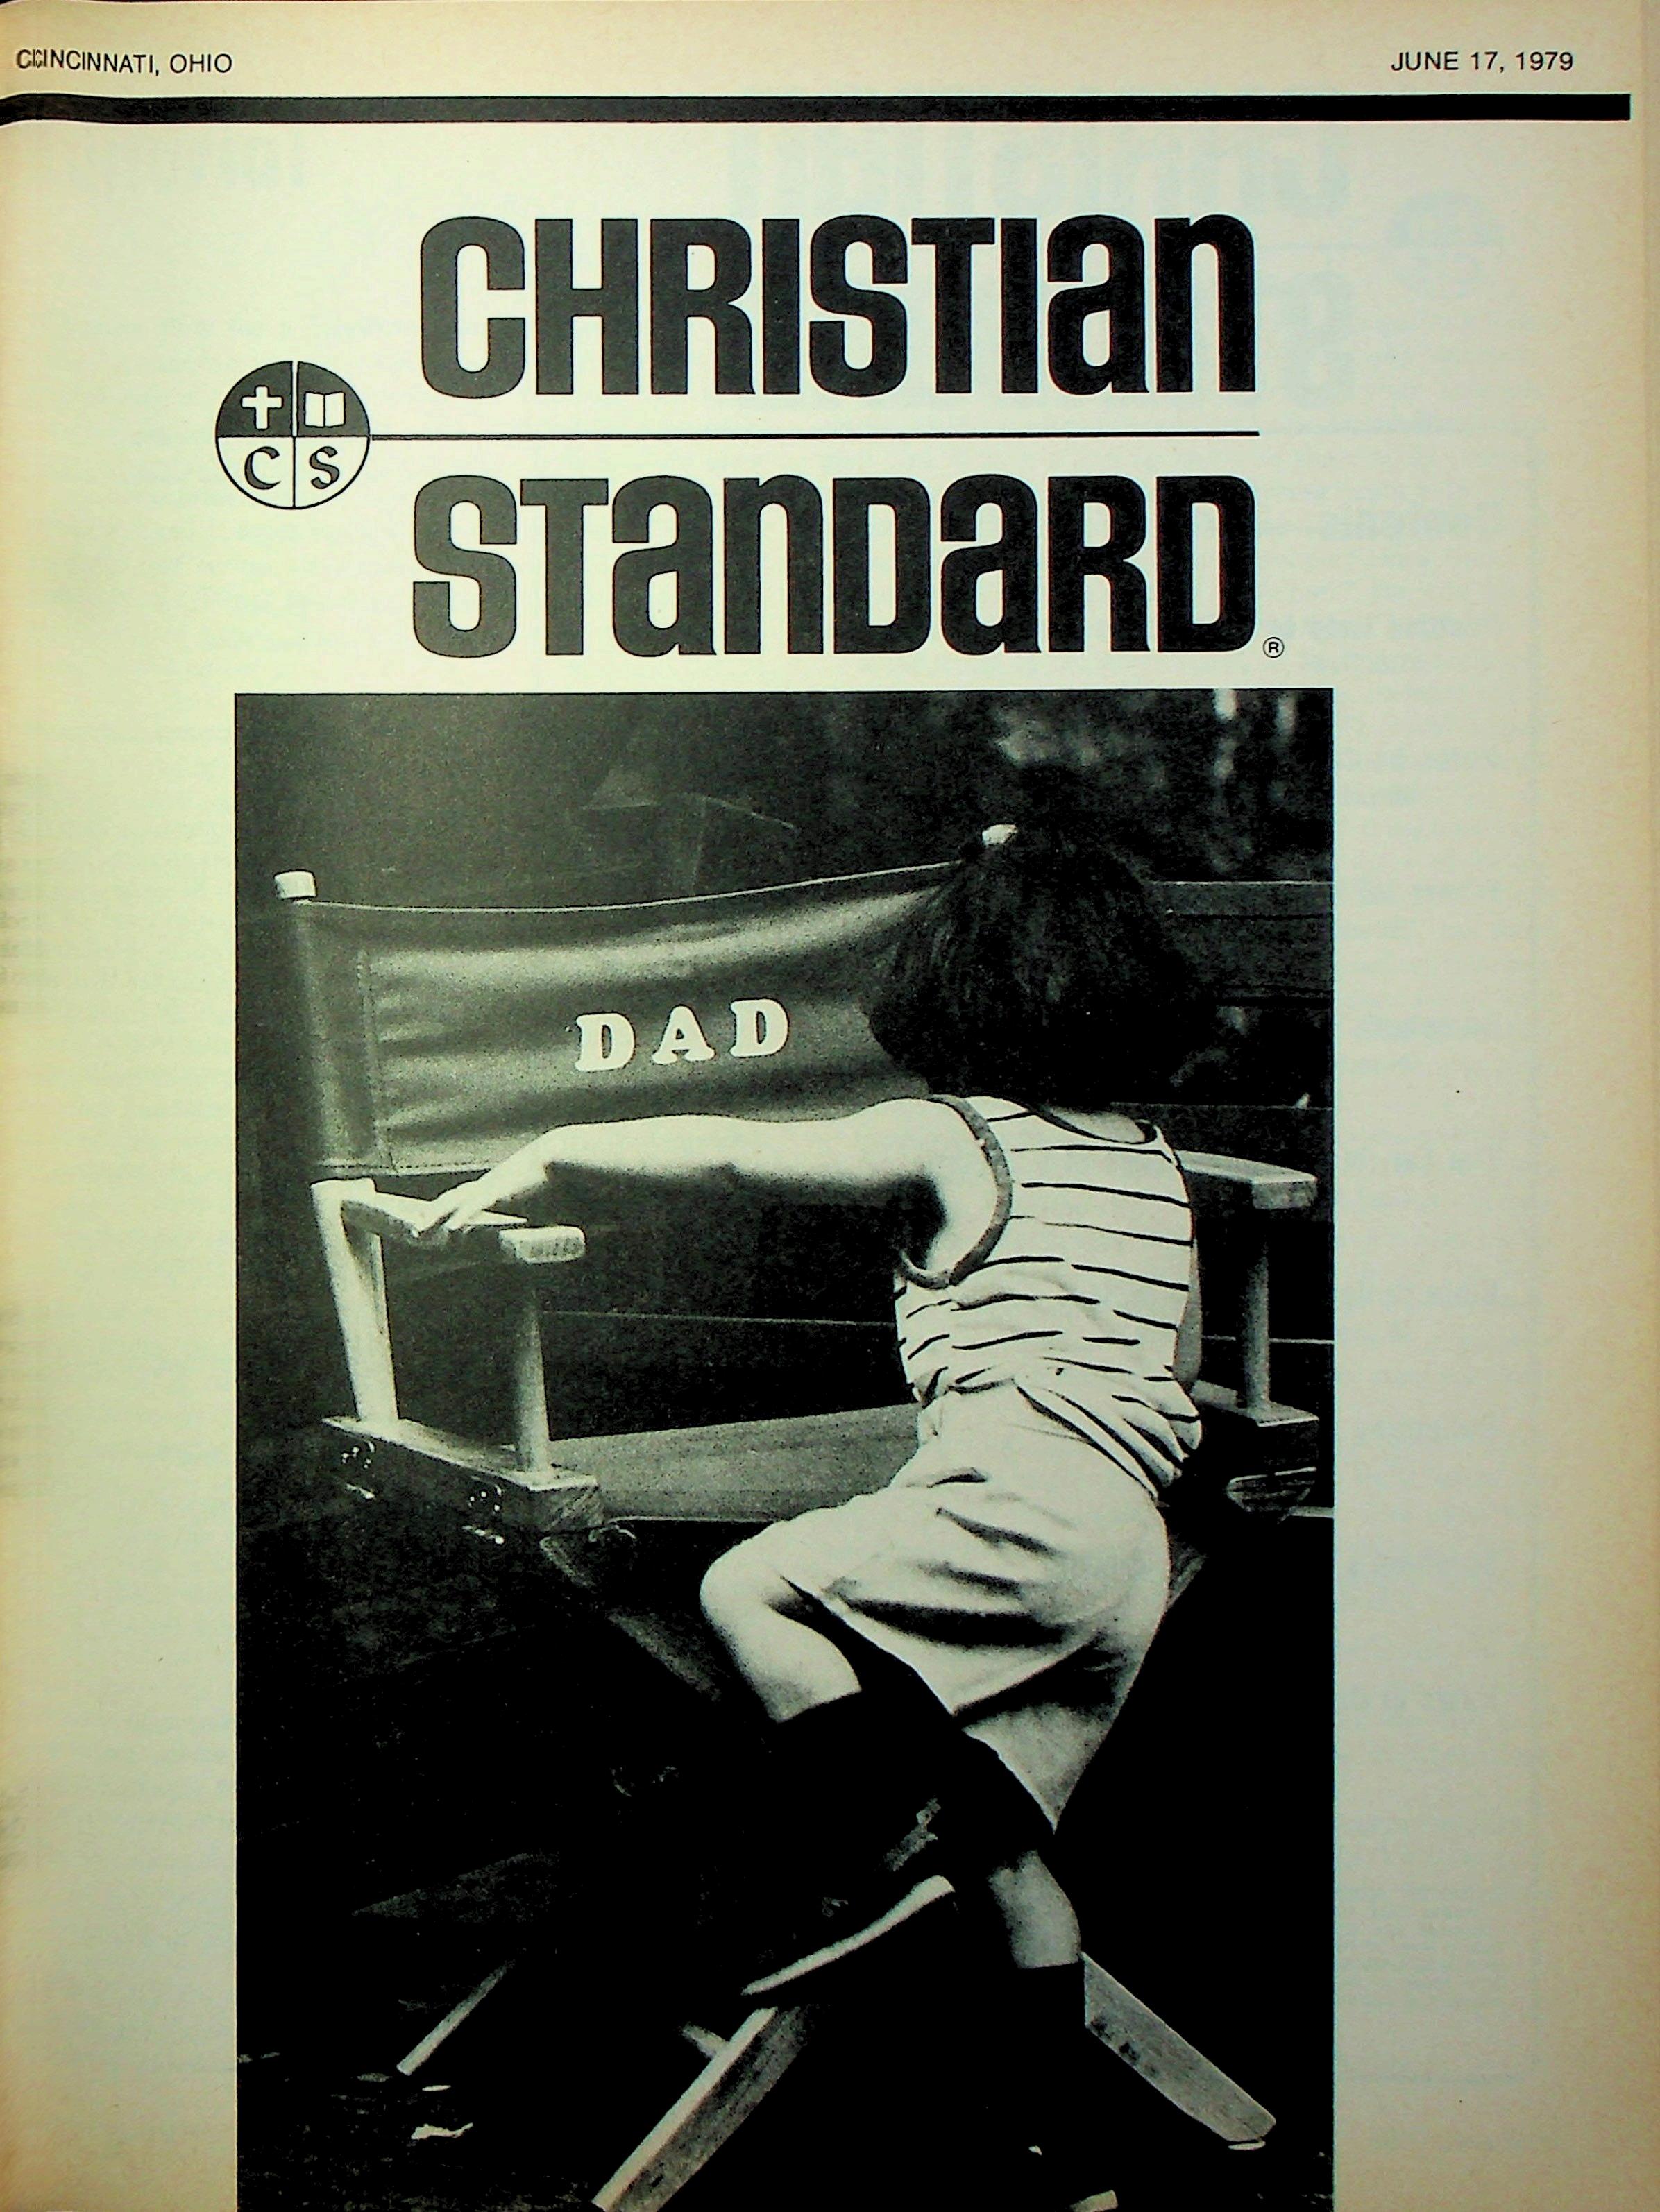 CINCINNATI, OHIO
JUNE 17, 1979
CHRISTIan
C S
STanDaRD®
DAD